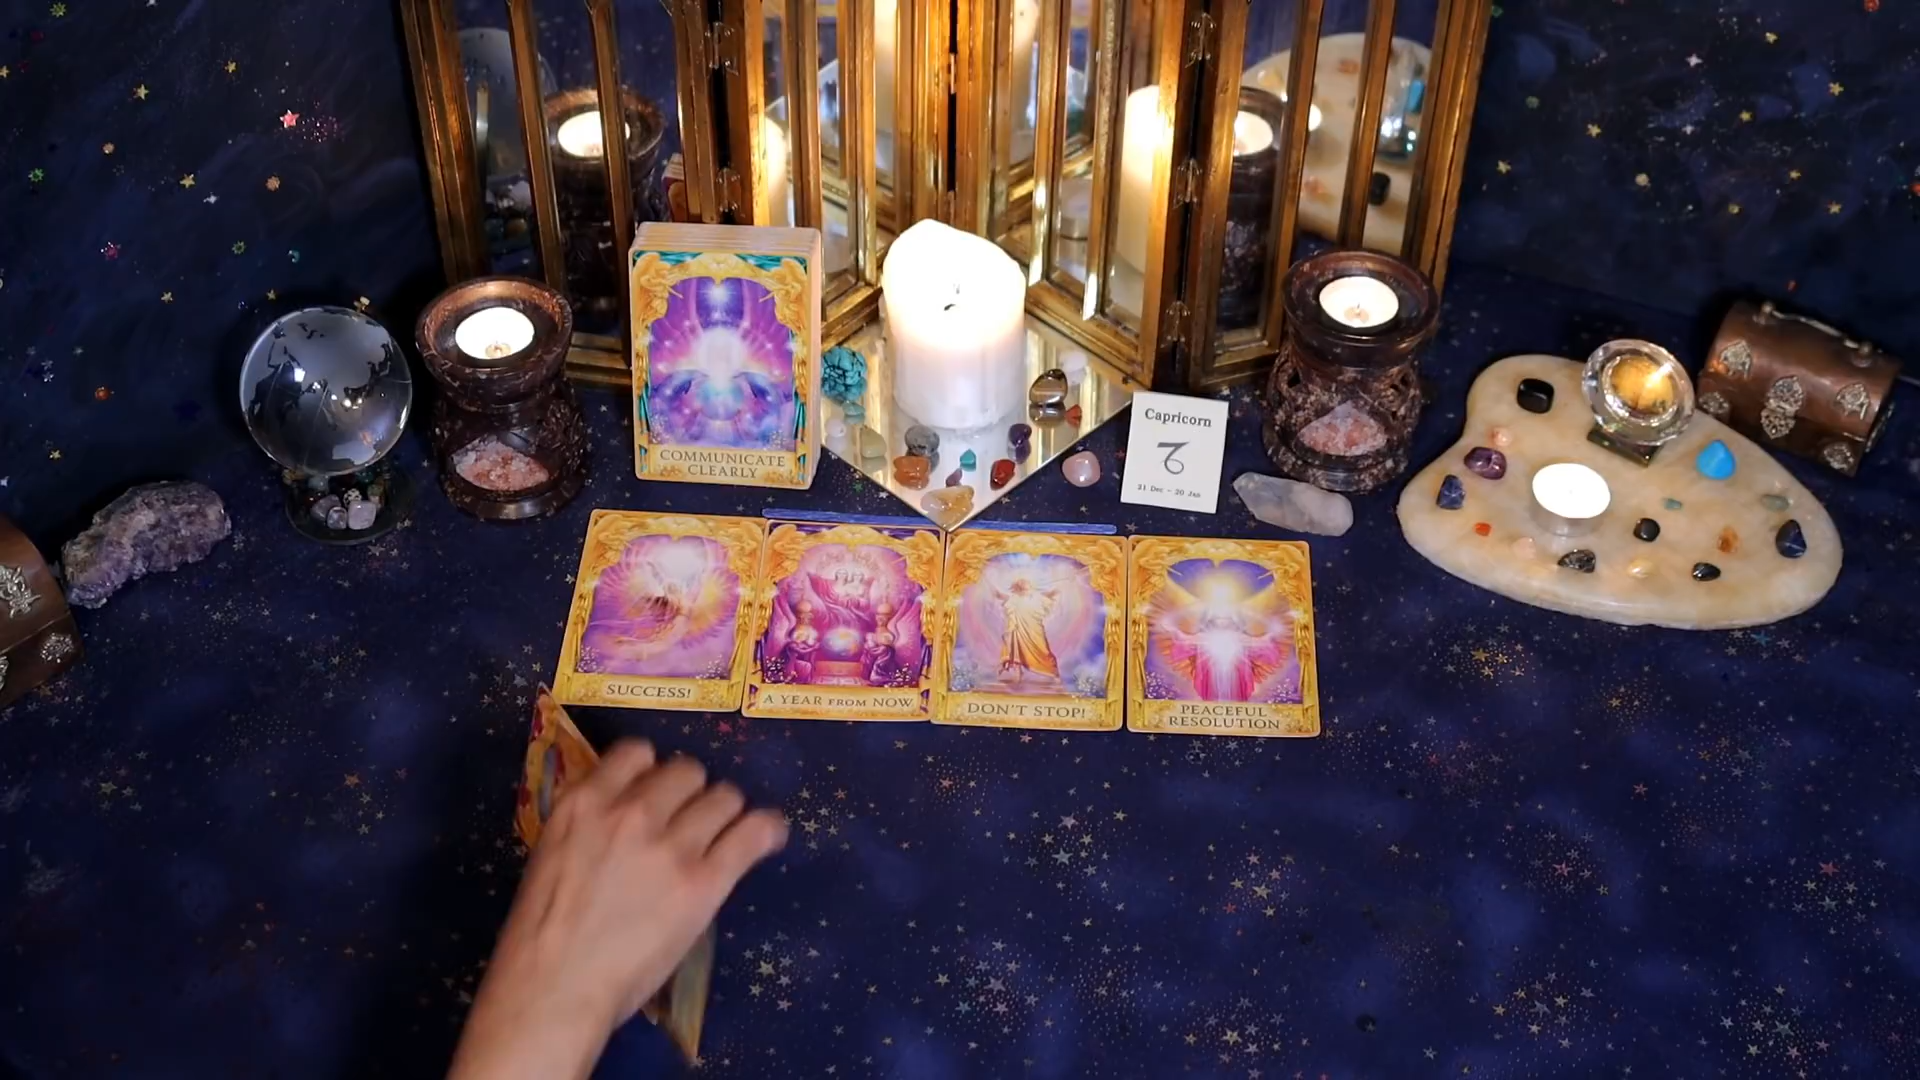 COMMUNICATE
CLEARLY
Capricorn
21 Dec - 20 Jan
SUCCESS!
A YEAR FROM NOW
DON'T STOP!
PEACEFUL
RESOLUTION